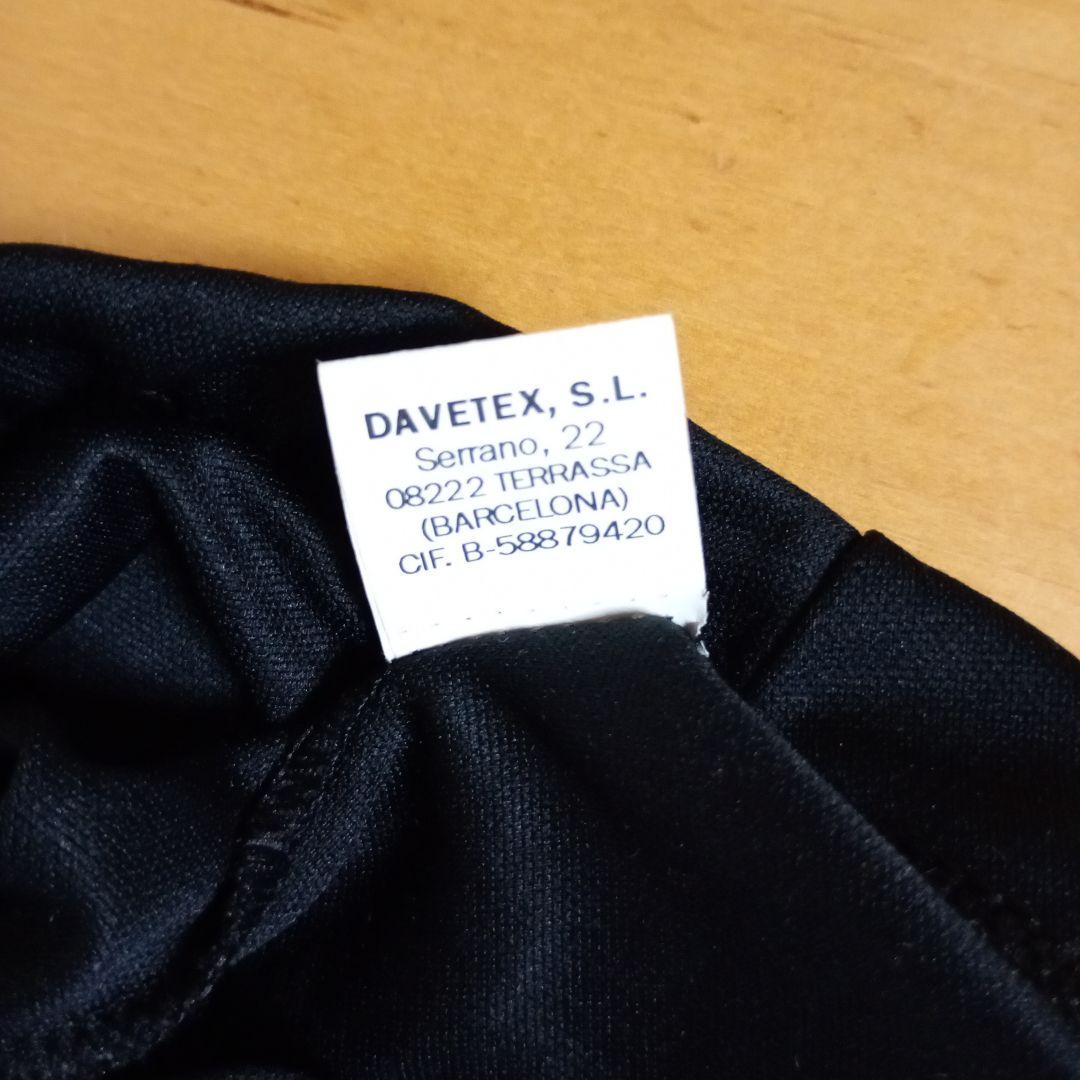 DAVETEX, S.L.
Serrano, 22
08222 TERRASSA
(BARCELONA)
CIF. B-58879420